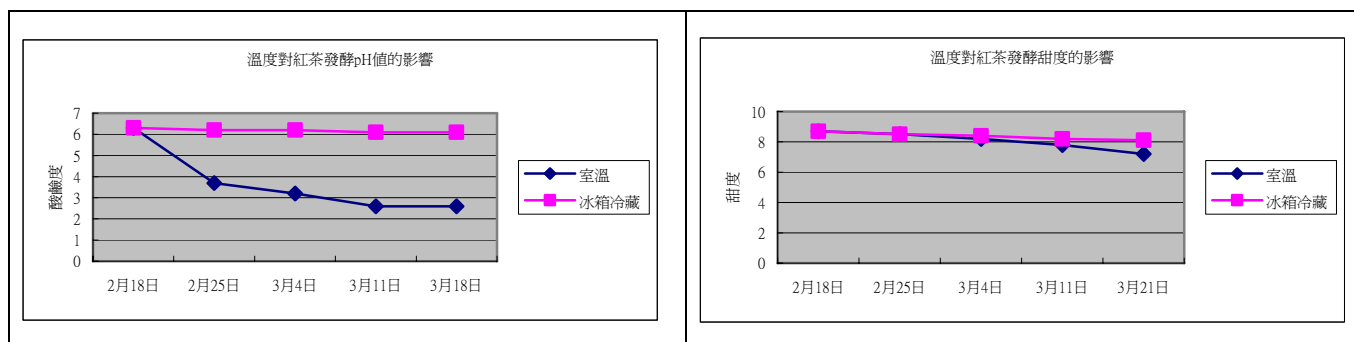 溫度對紅茶發酵pH值的影響
7
6
5
4
3
2
1
0
酸鹼度
2月18日 2月25日 3月4日 3月11日 3月18日
室溫
冰箱冷藏
溫度對紅茶發酵甜度的影響
10
8
6
4
2
0
甜度
2月18日 2月25日 3月4日 3月11日 3月21日
室溫
冰箱冷藏